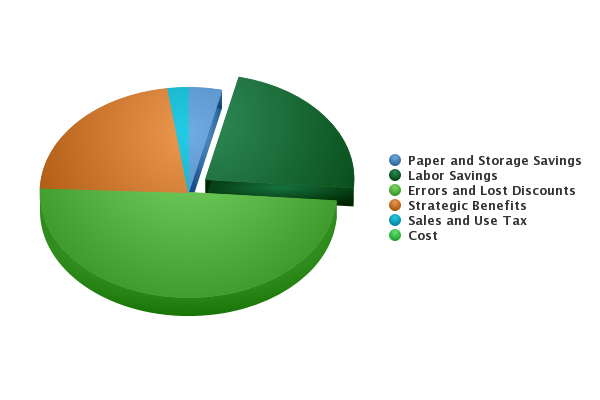 Paper and Storage Savings
Labor Savings
Errors and Lost Discounts
Strategic Benefits
Sales and Use Tax
Cost